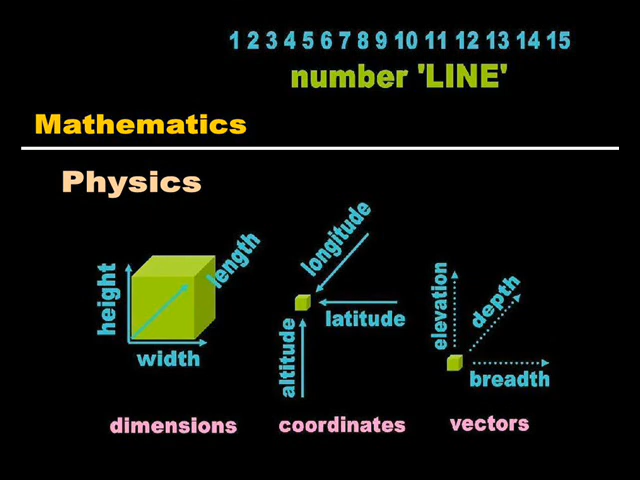 1 2 3 4 5 6 7 8 9 10 11 12 13 14 15
number 'LINE'
Mathematics
Physics
height
length
width
dimensions
longitude
latitude
altitude
coordinates
elevation
depth
breadth
vectors